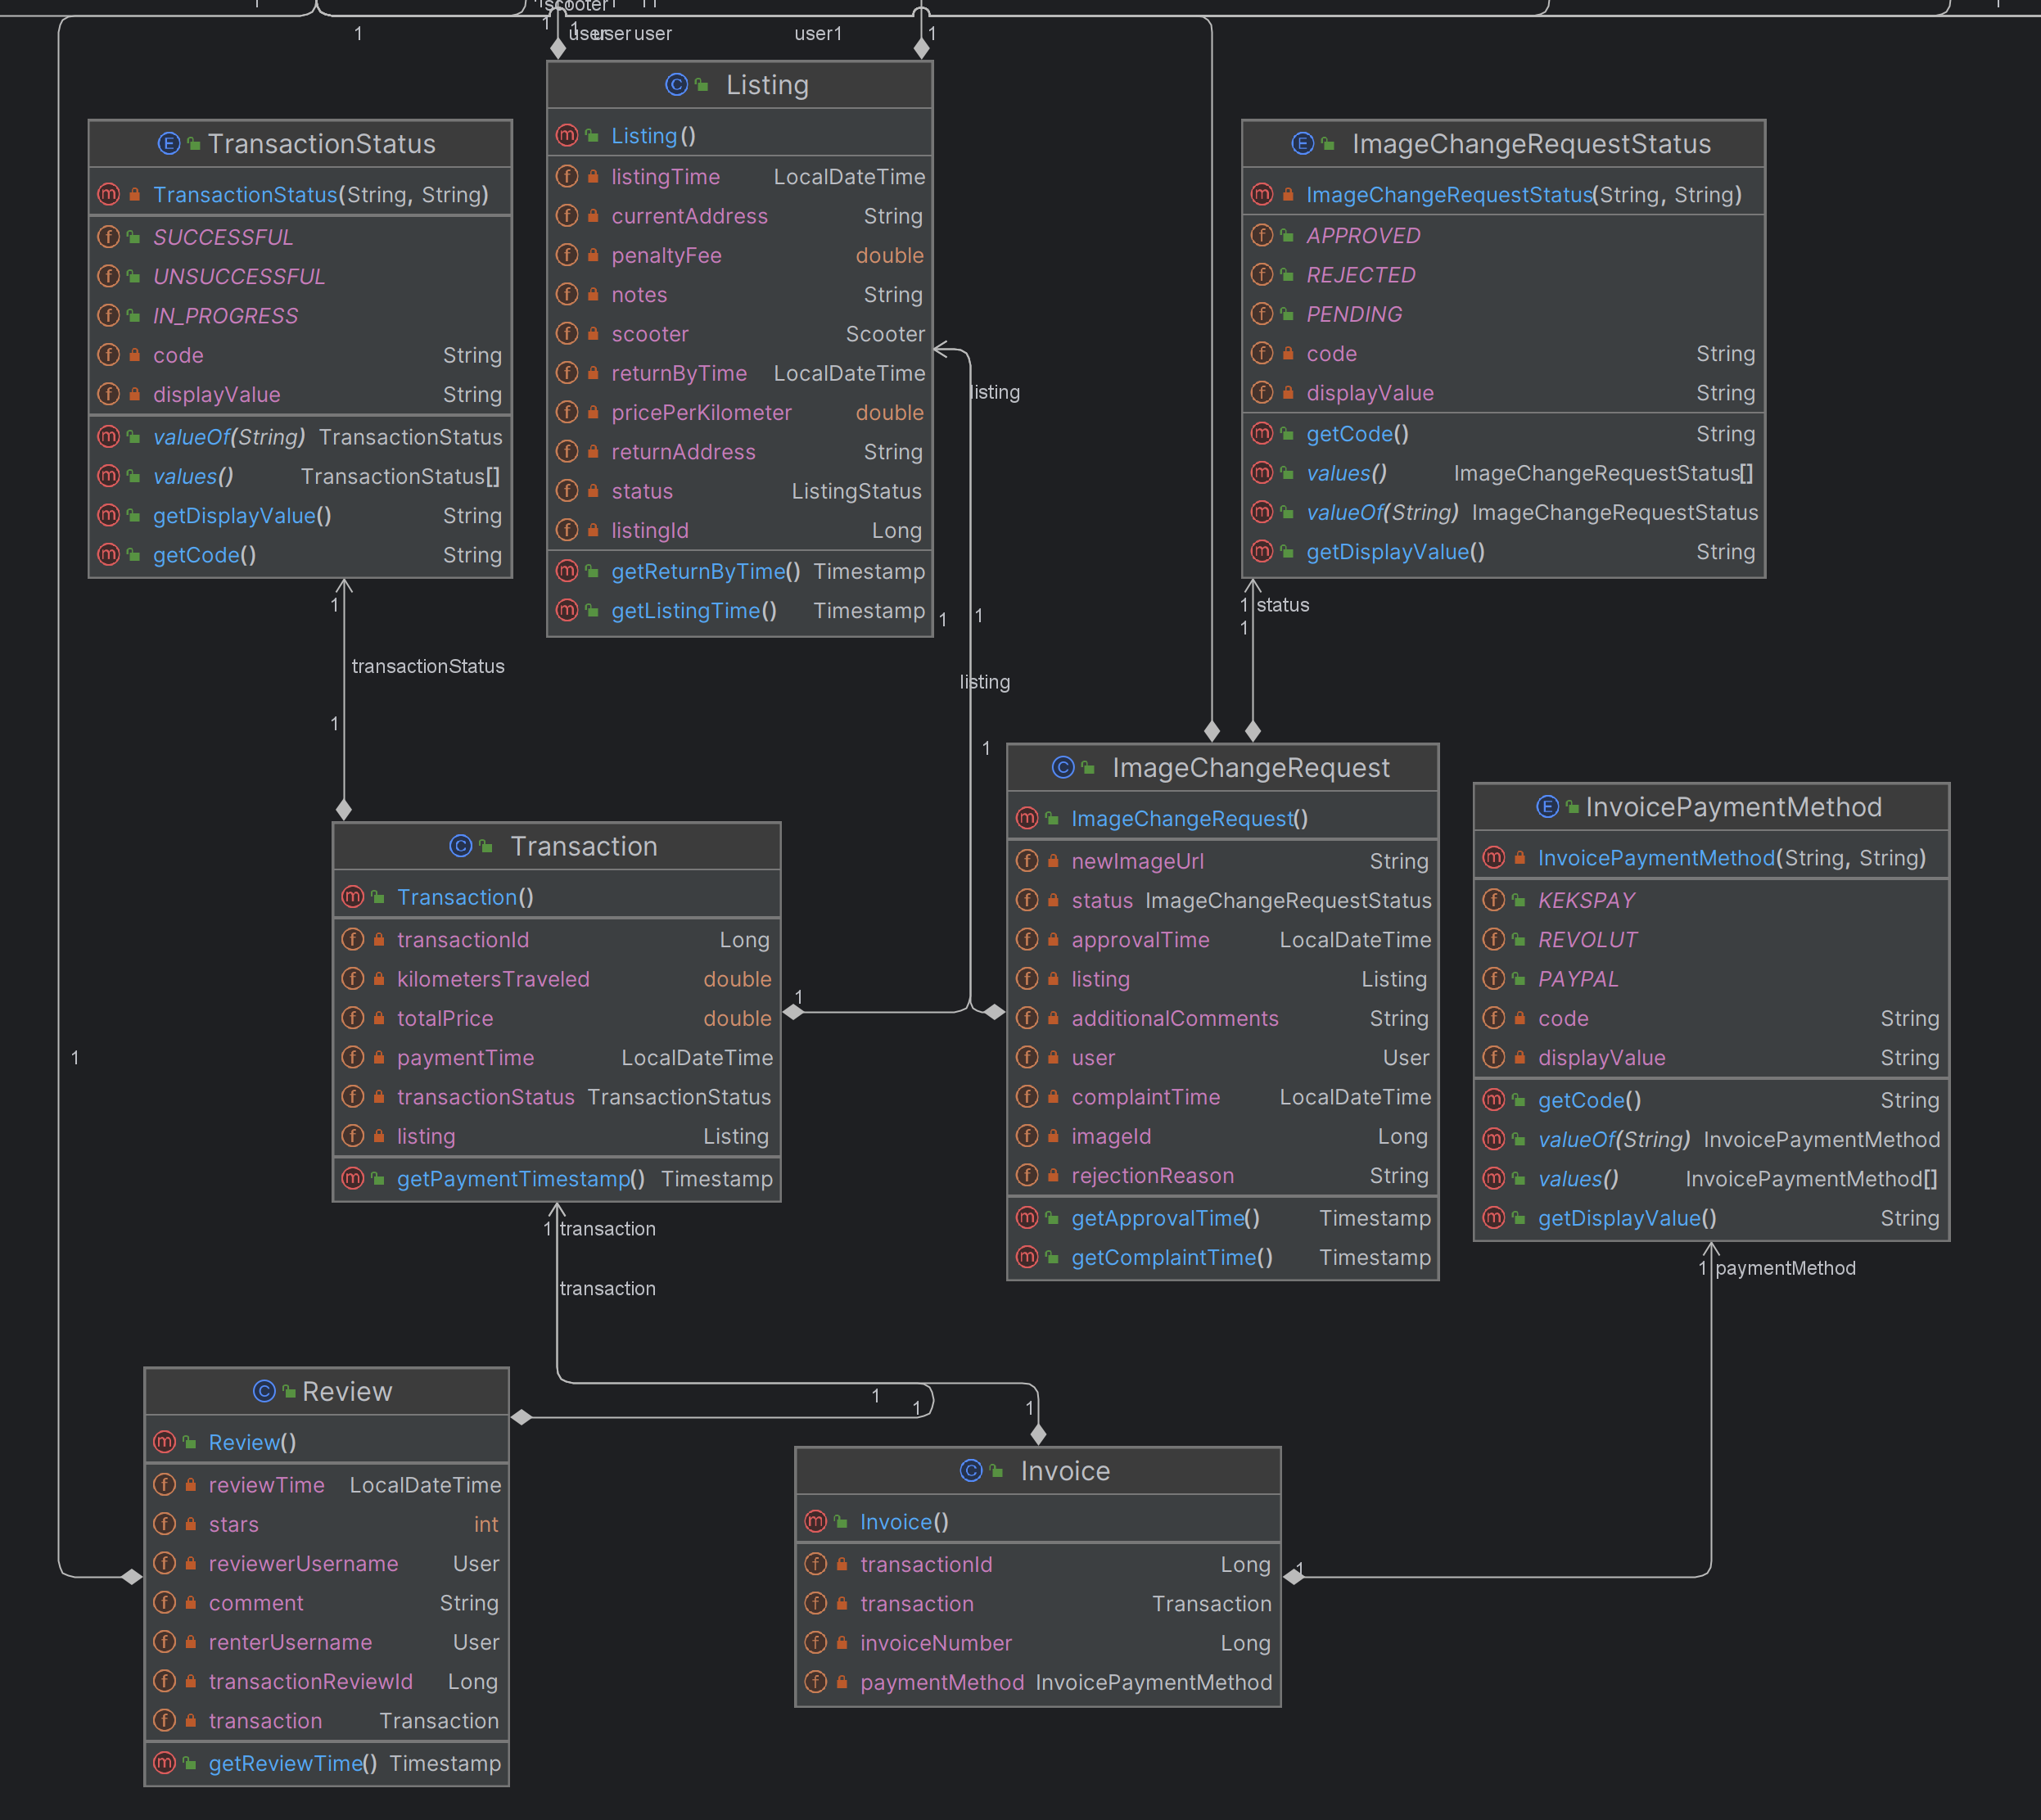 scooter
1
1
1
user
user
user
user
1
1
Listing
Listing()
listingTime LocalDateTime
currentAddress String
penaltyFee double
notes String
scooter Scooter
returnByTime LocalDateTime
pricePerKilometer double
returnAddress String
status ListingStatus
listingId Long
getReturnByTime() Timestamp
getListingTime() Timestamp
TransactionStatus
TransactionStatus(String, String)
SUCCESSFUL
UNSUCCESSFUL
IN_PROGRESS
code String
displayValue String
valueOf(String) TransactionStatus
values() TransactionStatus[]
getDisplayValue() String
getCode() String
ImageChangeRequestStatus
ImageChangeRequestStatus(String, String)
APPROVED
REJECTED
PENDING
code String
displayValue String
getCode() String
values() ImageChangeRequestStatus[]
valueOf(String) ImageChangeRequestStatus
getDisplayValue() String
listing
1
1
1
1 status
1
transactionStatus
listing
1
1
Transaction
Transaction()
transactionId Long
kilometersTraveled double
totalPrice double
paymentTime LocalDateTime
transactionStatus TransactionStatus
listing Listing
getPaymentTimestamp() Timestamp
1
ImageChangeRequest
ImageChangeRequest()
newImageUrl String
status ImageChangeRequestStatus
approvalTime LocalDateTime
listing Listing
additionalComments String
user User
complaintTime LocalDateTime
imageId Long
rejectionReason String
getApprovalTime() Timestamp
getComplaintTime() Timestamp
InvoicePaymentMethod
InvoicePaymentMethod(String, String)
KEKSPAY
REVOLUT
PAYPAL
code String
displayValue String
getCode() String
valueOf(String) InvoicePaymentMethod
values() InvoicePaymentMethod[]
getDisplayValue() String
1
1 transaction
transaction
1 paymentMethod
1
1
1
Review
Review()
reviewTime LocalDateTime
stars int
reviewerUsername User
comment String
renterUsername User
transactionReviewId Long
transaction Transaction
getReviewTime() Timestamp
Invoice
Invoice()
transactionId Long
transaction Transaction
invoiceNumber Long
paymentMethod InvoicePaymentMethod
1